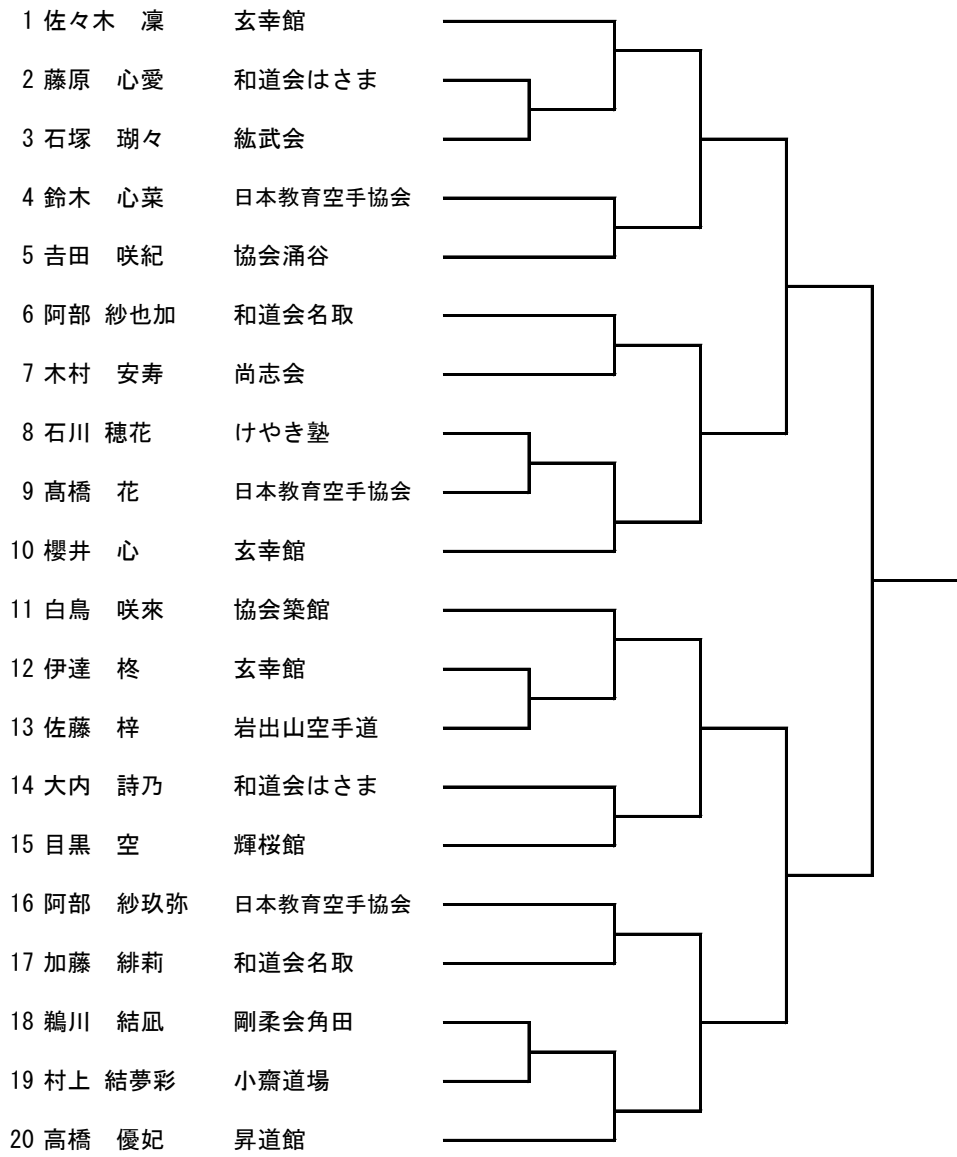 1 佐々木　凜　玄幸館
2 藤原　心愛　和道会はさま
3 石塚　瑚々　紘武会
4 鈴木　心菜　日本教育空手協会
5 𠮷田　咲紀　協会涌谷
6 阿部 紗也加　和道会名取
7 木村　安寿　尚志会
8 石川 穂花　けやき塾
9 髙橋　花　日本教育空手協会
10 櫻井　心　玄幸館
11 白鳥　咲來　協会築館
12 伊達　柊　玄幸館
13 佐藤　梓　岩出山空手道
14 大内　詩乃　和道会はさま
15 目黒　空　輝桜館
16 阿部　紗玖弥　日本教育空手協会
17 加藤　緋莉　和道会名取
18 鵜川　結凪　剛柔会角田
19 村上 結夢彩　小齋道場
20 高橋　優妃　昇道館